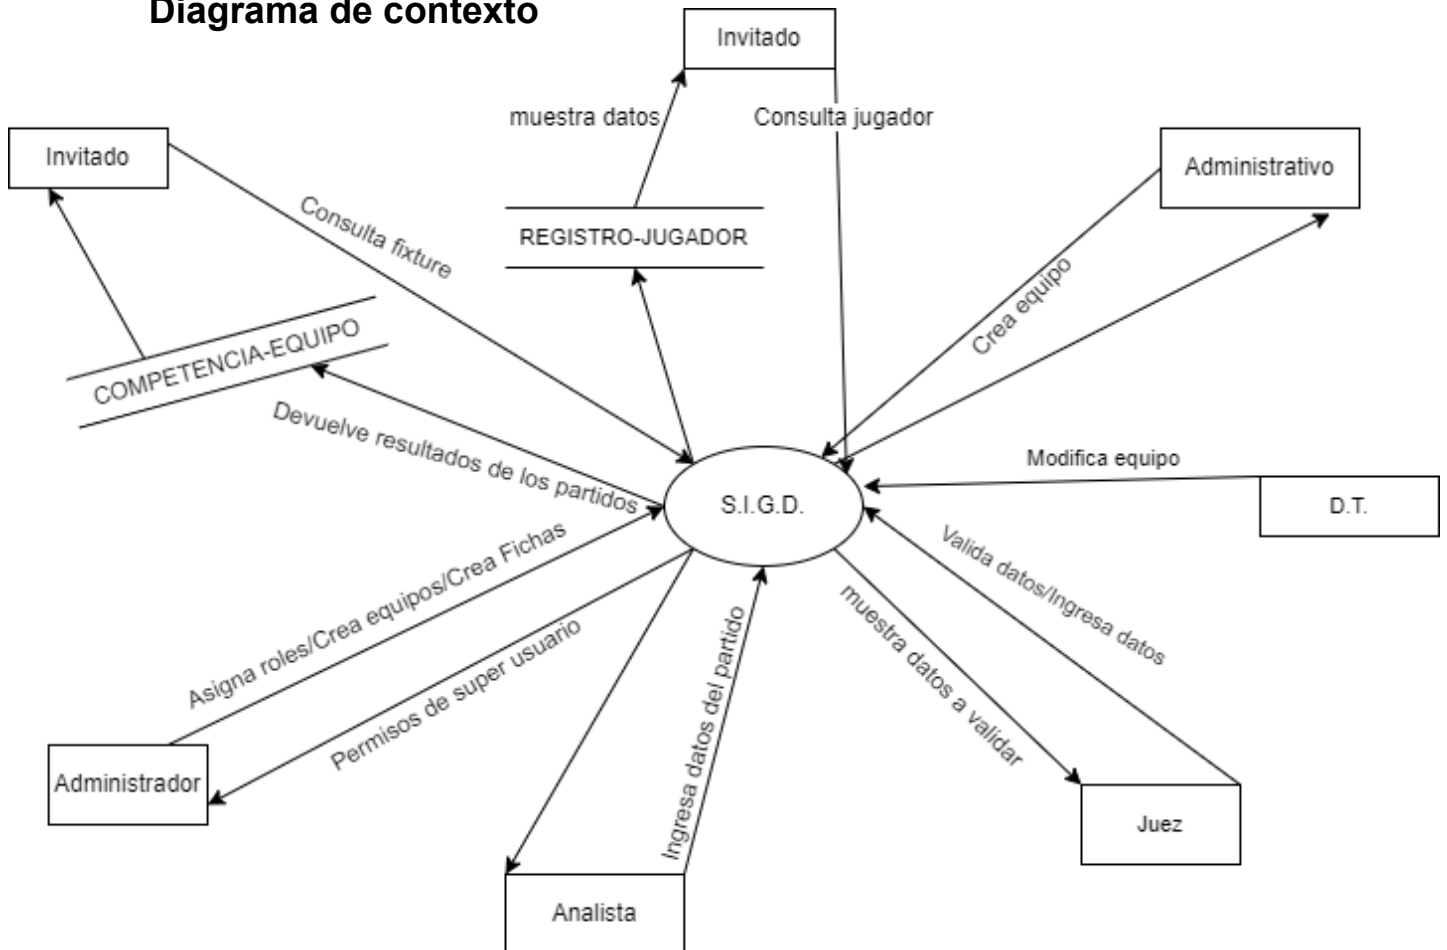 Diagrama de contexto
Invitado
muestra datos
Consulta jugador
Invitado
Administrativo
Consulta fixture
REGISTRO-JUGADOR
Crea equipo
COMPETENCIA-EQUIPO
Devuelve resultados de los partidos
Modifica equipo
S.I.G.D.
D.T.
Asigna roles/Crea equipos/Crea Fichas
Valida datos/Ingresa datos
muestra datos a validar
Permisos de super usuario
Ingresa datos del partido
Administrador
Juez
Analista